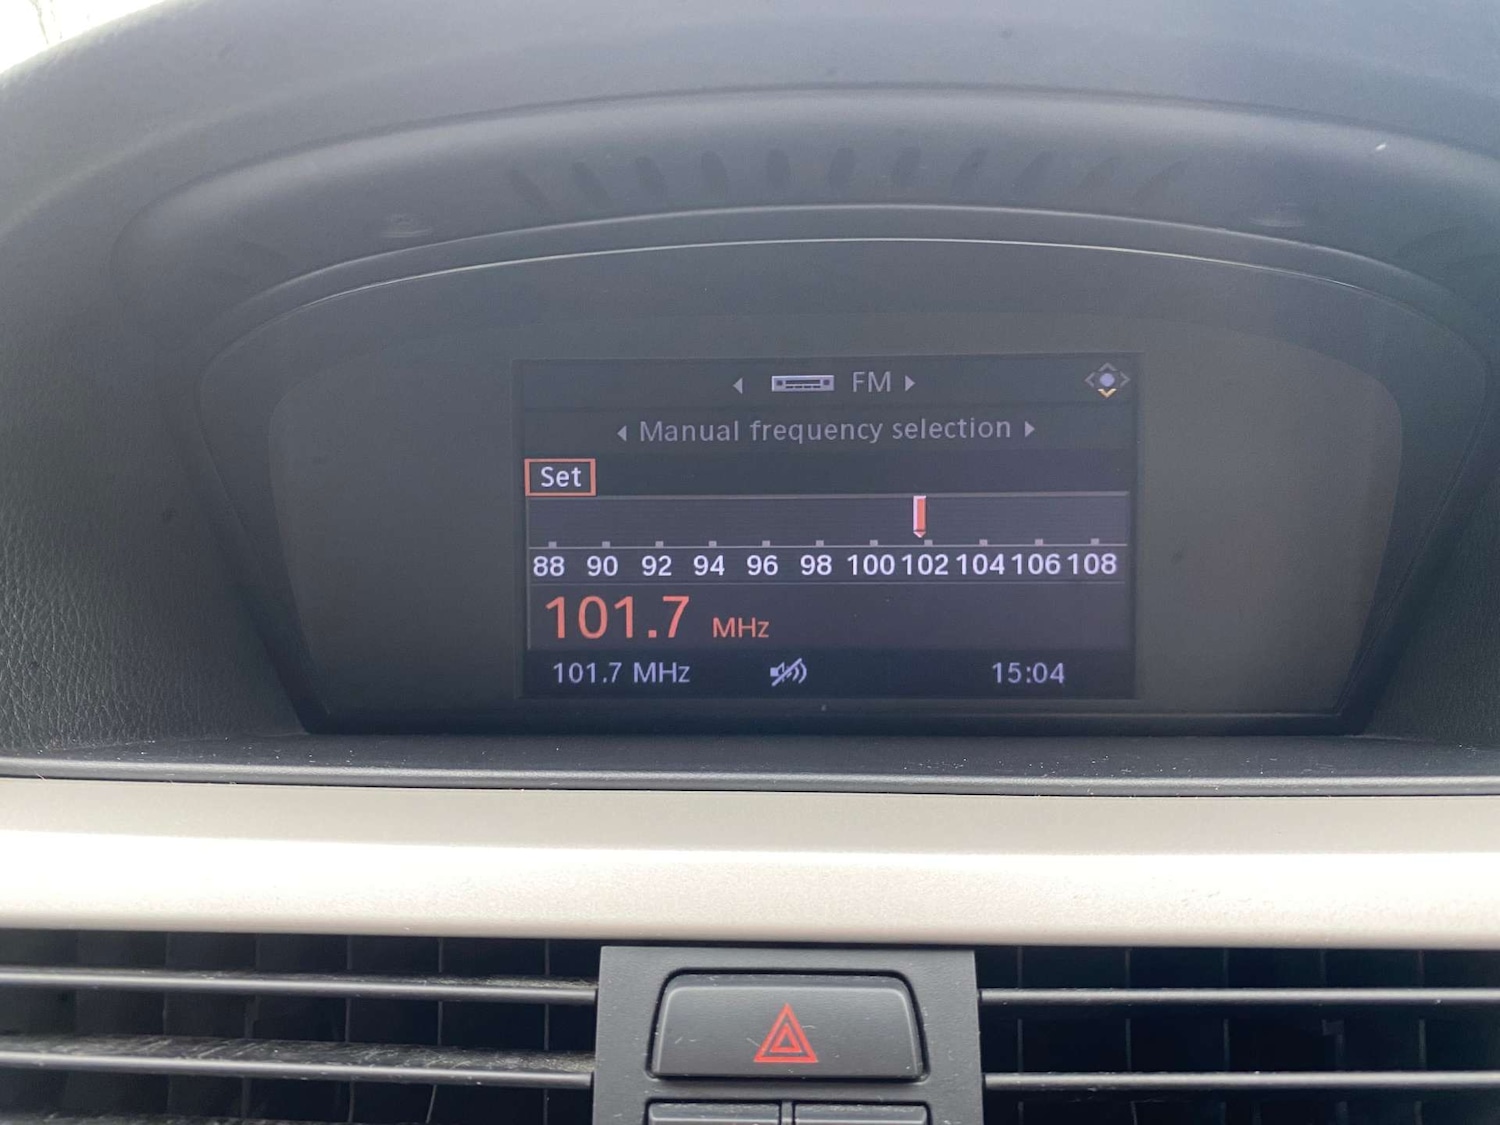 FM
Manual frequency selection
Set
88 90 92 94 96 98 100 102 104 106 108
101.7 MHz
101.7 MHz 15:04